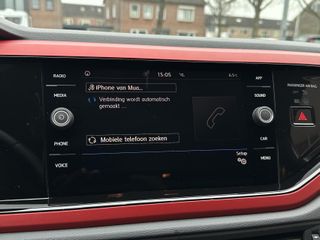 RADIO
15:05
6.5
APP
iPhone van Mua...
MEDIA
SOUND
Verbinding wordt automatisch
gemaakt ...
PHONE
CAR
Mobiele telefoon zoeken
VOICE
Setup
MENU
PASSENGER AIR BAG